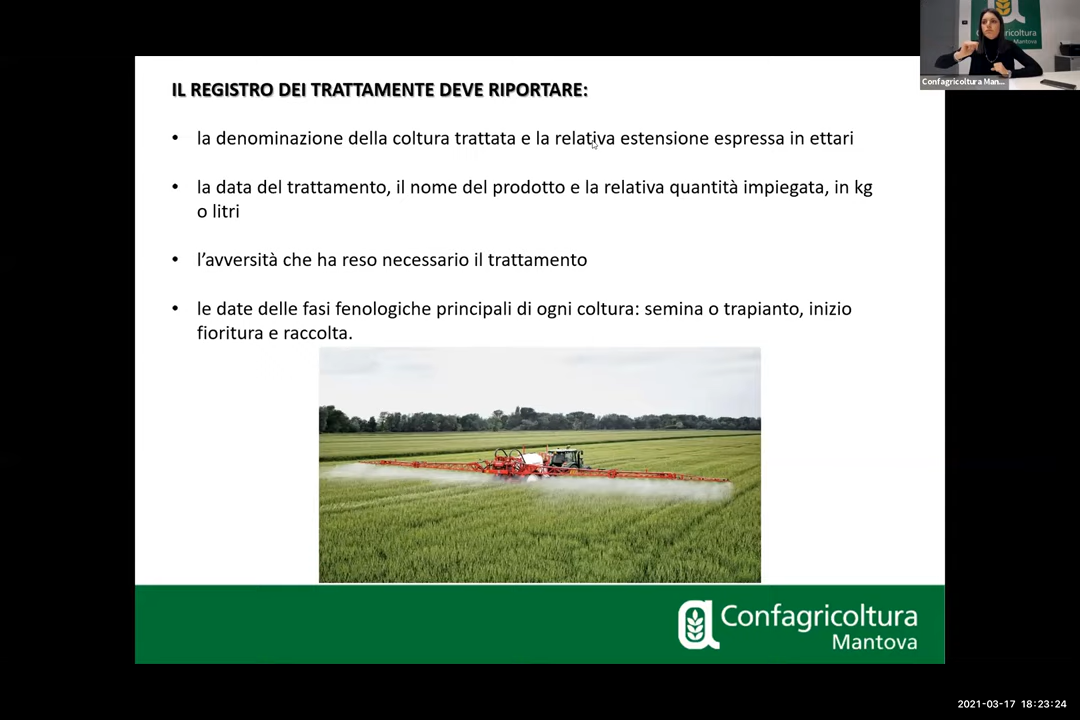 IL REGISTRO DEI TRATTAMENTE DEVE RIPORTARE:
• la denominazione della coltura trattata e la relativa estensione espressa in ettari
• la data del trattamento, il nome del prodotto e la relativa quantità impiegata, in kg
o litri
• l’avversità che ha reso necessario il trattamento
• le date delle fasi fenologiche principali di ogni coltura: semina o trapianto, inizio
fioritura e raccolta.
Confagricoltura
Mantova
ricoltura
Mantova
Confagricoltura Man...
2021-03-17 18:23:24